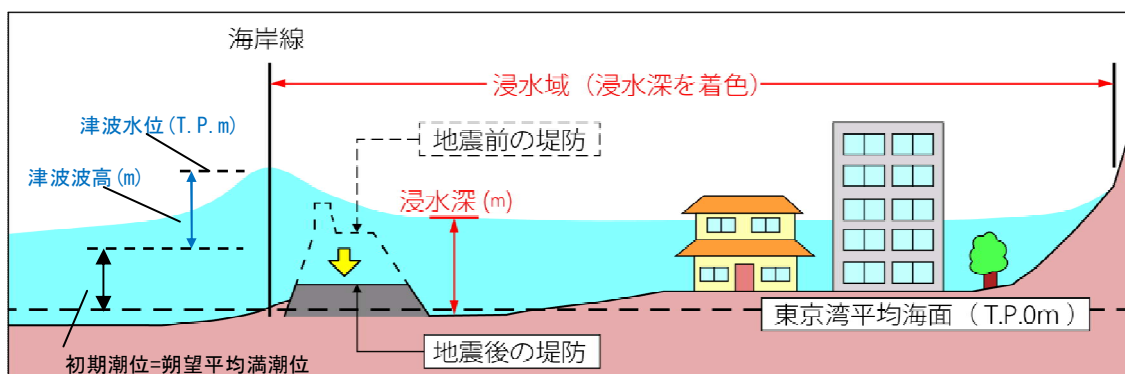 海岸線
浸水域（浸水深を着色）
津波水位(T.P.m)
地震前の堤防
津波波高(m)
浸水深(m)
東京湾平均海面（T.P.0m）
地震後の堤防
初期潮位=朔望平均満潮位